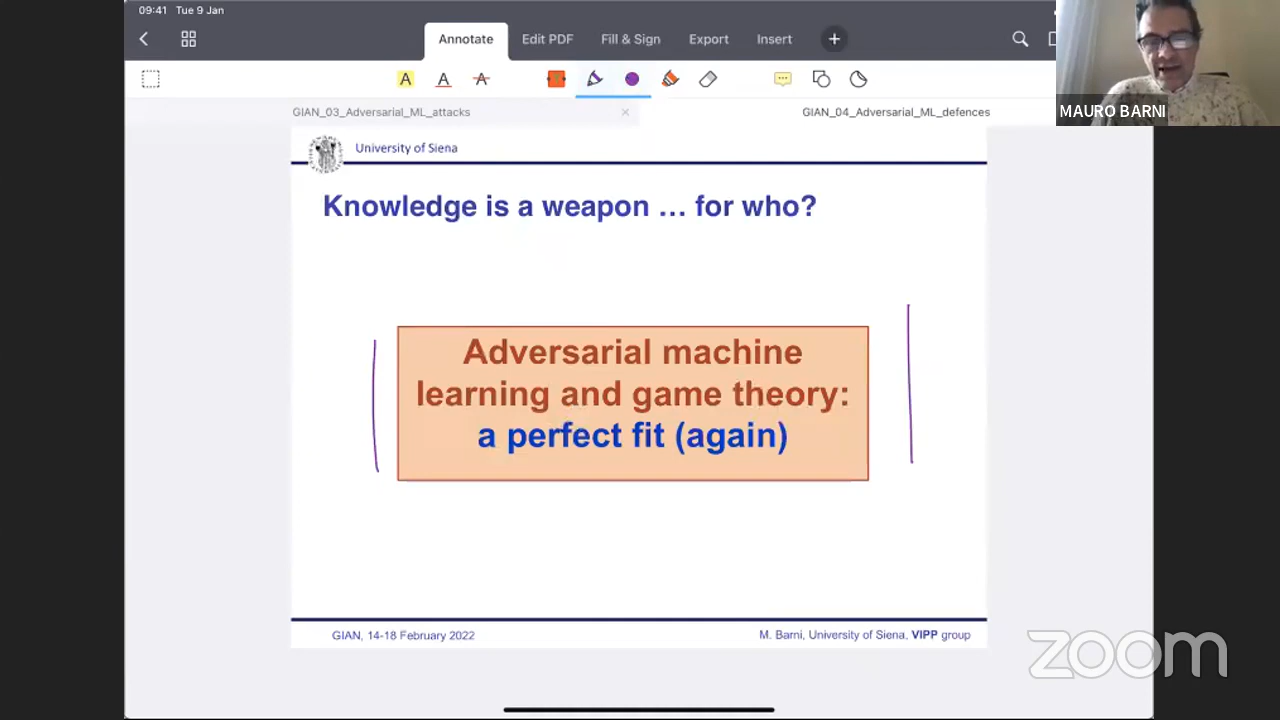 09:41 Tue 9 Jan
Annotate Edit PDF Fill & Sign Export Insert
A A A
MAURO BARNI
GIAN_03_Adversarial_ML_attacks
GIAN_04_Adversarial_ML_defences
University of Siena
Knowledge is a weapon … for who?
Adversarial machine
learning and game theory:
a perfect fit (again)
GIAN, 14-18 February 2022
M. Barni, University of Siena, VIPP group
zoom